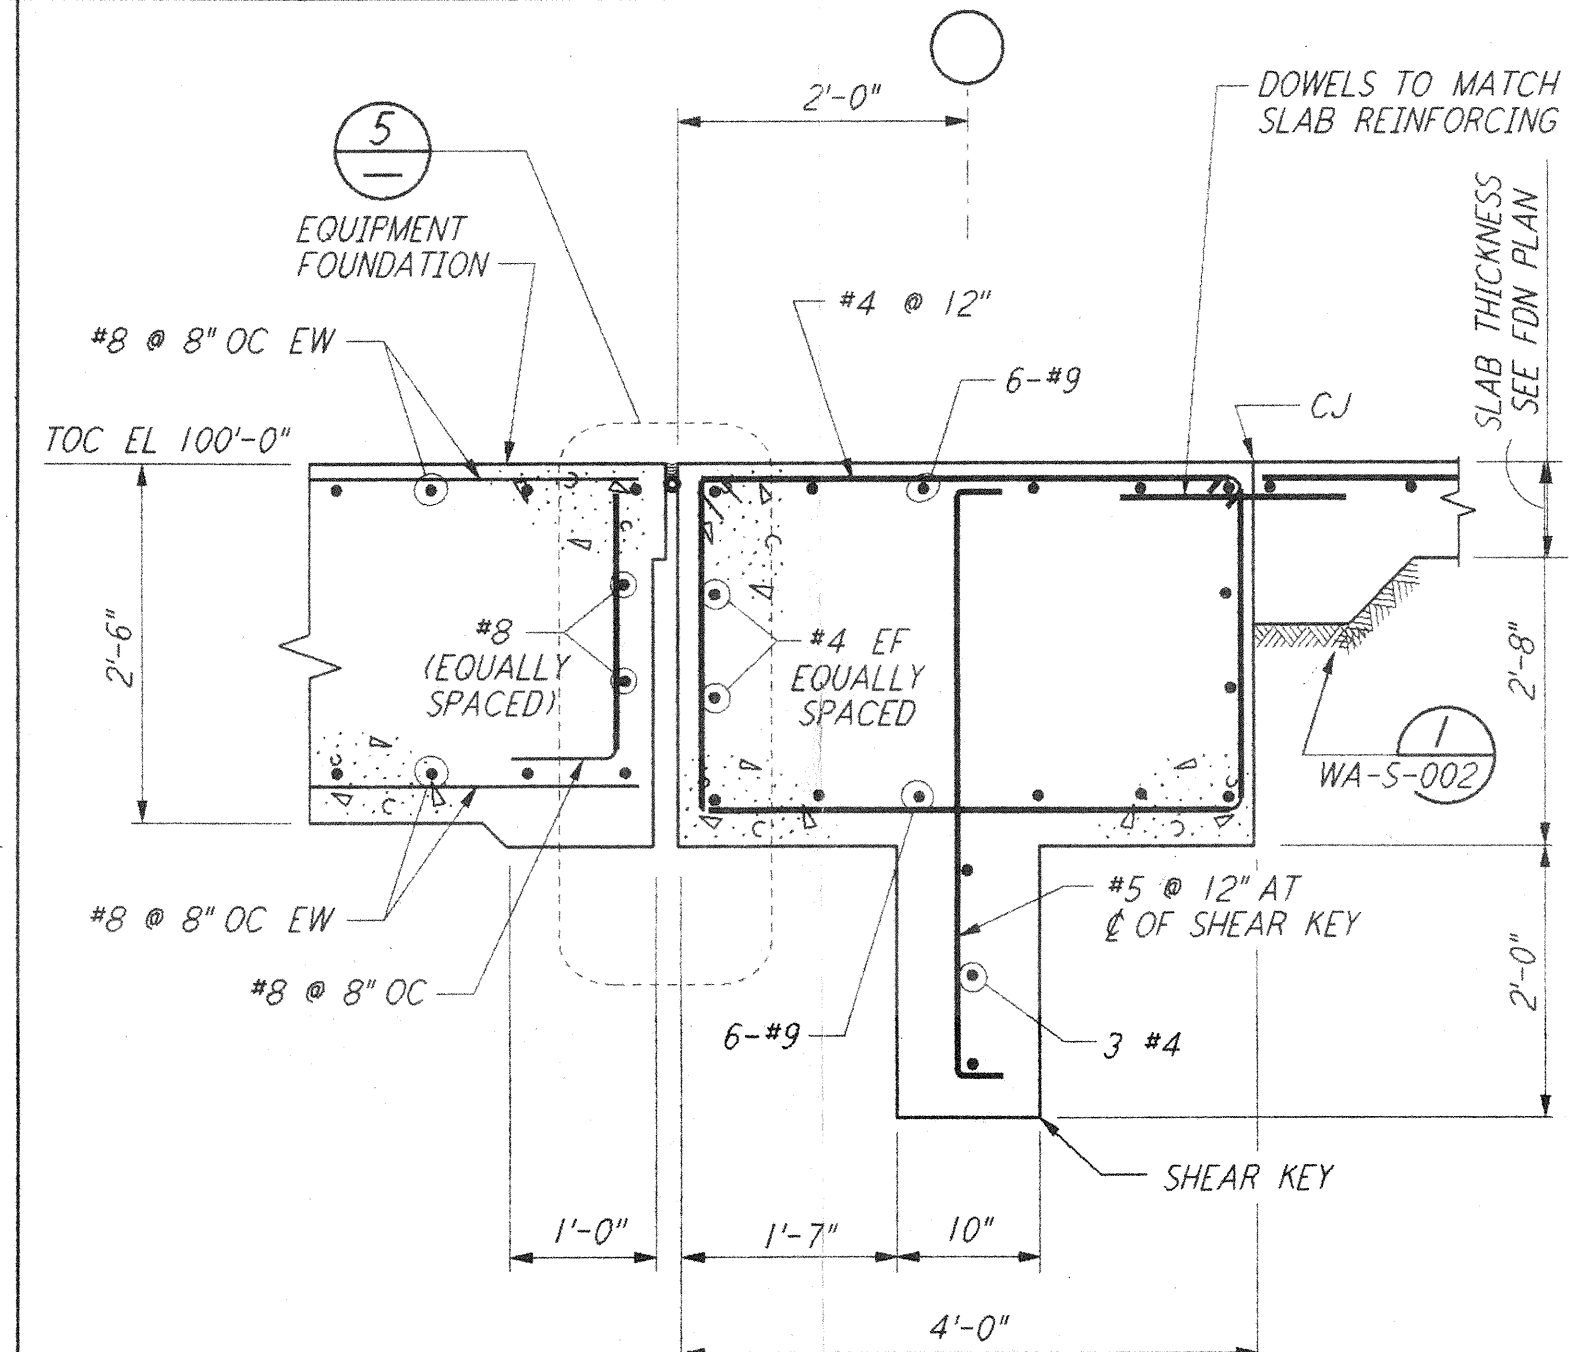 2'-0"
DOWELS TO MATCH
SLAB REINFORCING
5
EQUIPMENT
FOUNDATION
SLAB THICKNESS
SEE FDN PLAN
#4 @ 12"
#8 @ 8" OC EW
6-#9
CJ
TOC EL 100'-0"
2'-6"
#8
(EQUALLY
SPACED)
#4 EF
EQUALLY
SPACED
2'-8"
1
WA-S-002
#5 @ 12" AT
℄ OF SHEAR KEY
#8 @ 8" OC EW
2'-0"
#8 @ 8" OC
6-#9
3 #4
SHEAR KEY
1'-0"
1'-7"
10"
4'-0"